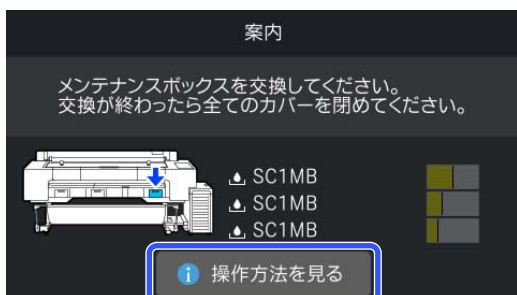 案内
メンテナンスボックスを交換してください。
交換が終わったら全てのカバーを閉めてください。
SC1MB
SC1MB
SC1MB
操作方法を見る